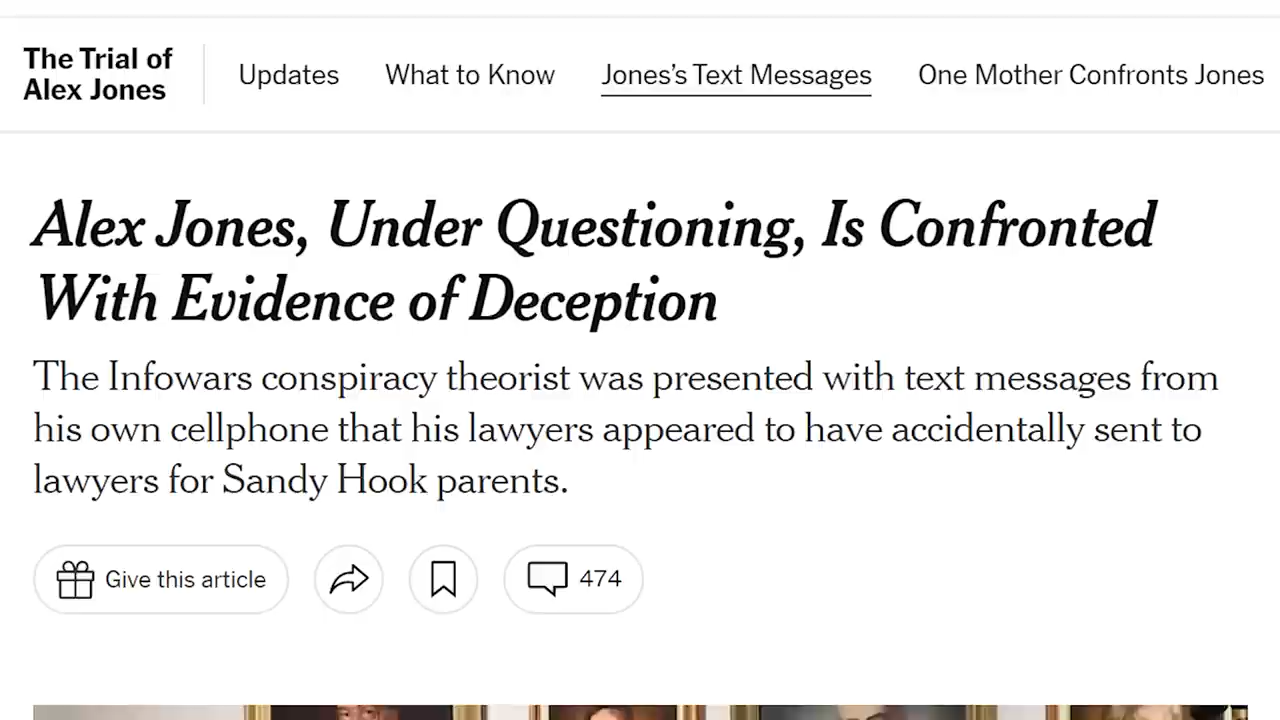 The Trial of
Alex Jones
Updates
What to Know
Jones's Text Messages
One Mother Confronts Jones
Alex Jones, Under Questioning, Is Confronted
With Evidence of Deception
The Infowars conspiracy theorist was presented with text messages from
his own cellphone that his lawyers appeared to have accidentally sent to
lawyers for Sandy Hook parents.
Give this article
474